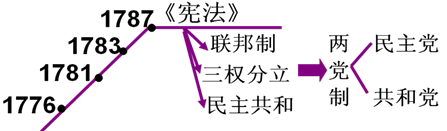 1787 《宪法》
1783
1781
1776
联邦制
三权分立
民主共和
两党制
民主党
共和党